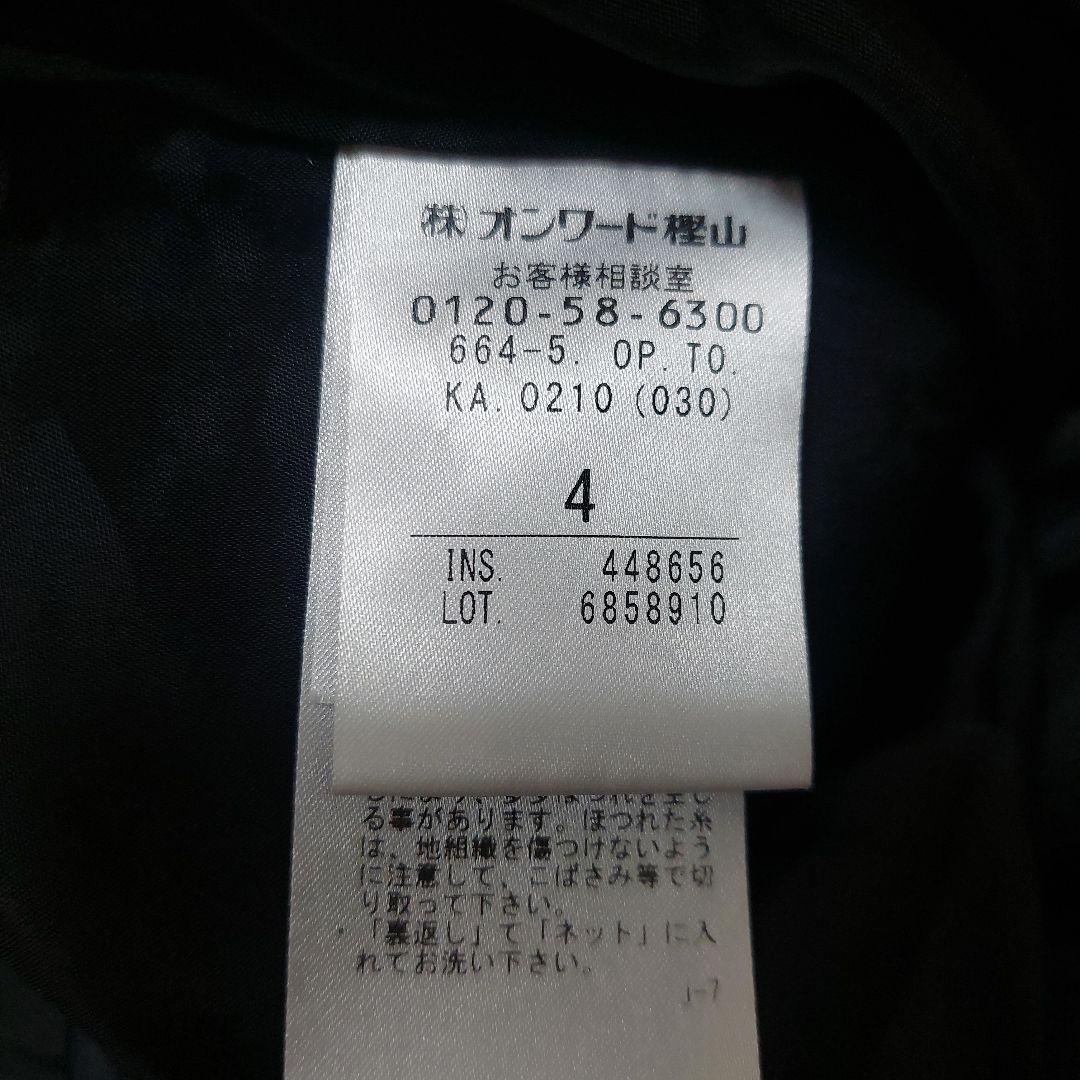 ㈱オンワード樫山
お客様相談室
0120-58-6300
664-5. OP.TO.
KA.0210(030)
4
INS. 448656
LOT. 6858910
る事があります。ほつれた糸
は、地組織を傷つけないよう
に注意して、こばさみ等で切
り取って下さい。
・「裏返し」で「ネット」に入
れてお洗い下さい。
J-7